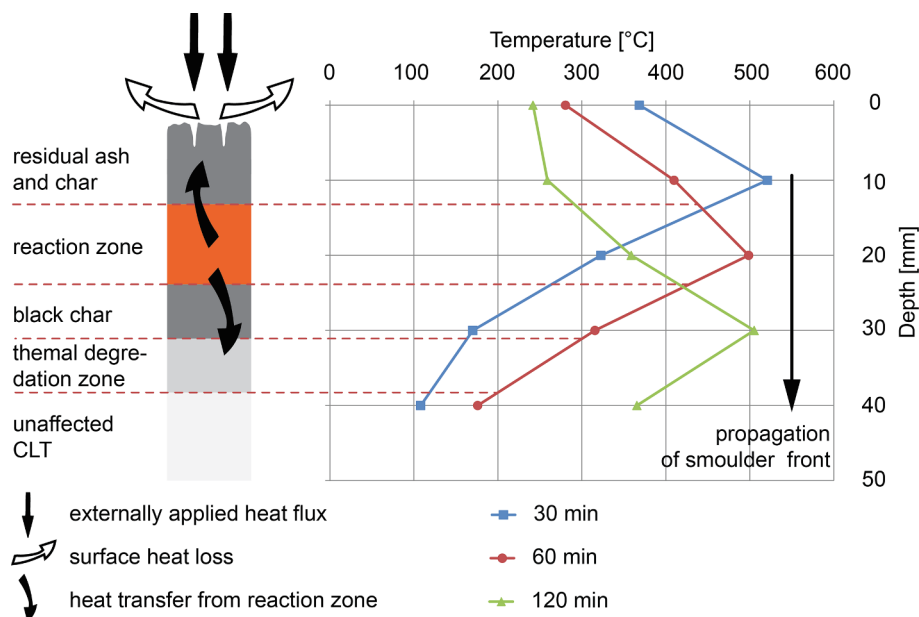 Temperature [°C]
0 100 200 300 400 500 600
0
10
20
30
40
50
Depth [mm]
residual ash
and char
reaction zone
black char
themal degre-
dation zone
unaffected
CLT
propagation
of smoulder front
externally applied heat flux
surface heat loss
heat transfer from reaction zone
30 min
60 min
120 min